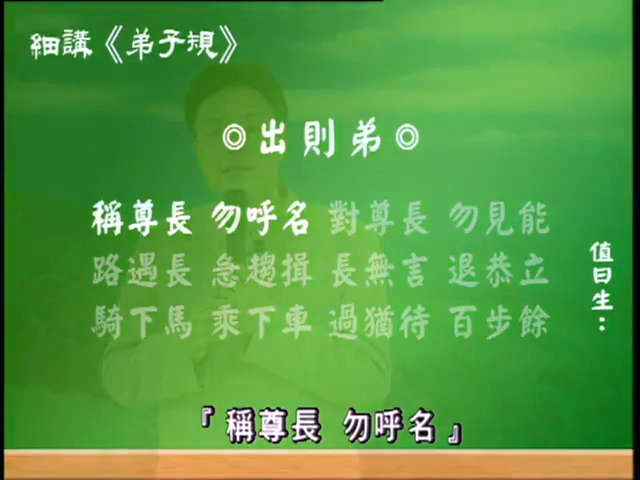 細講《弟子規》
◎出則弟◎
稱尊長 勿呼名 對尊長 勿見能
路遇長 急趨揖 長無言 退恭立
騎下馬 乘下車 過猶待 百步餘
值日生：
『稱尊長 勿呼名』